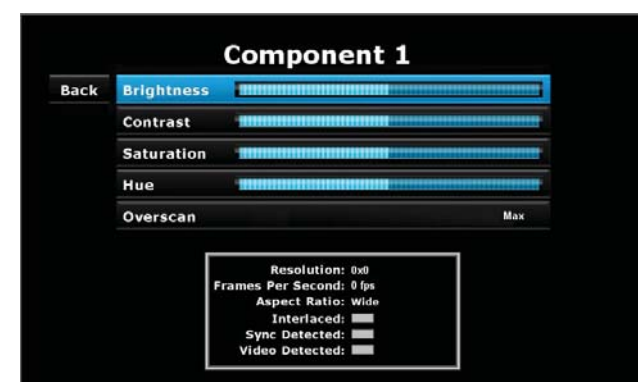 Component 1
Back
Brightness
Contrast
Saturation
Hue
Overscan Max
Resolution: 0x0
Frames Per Second: 0 fps
Aspect Ratio: Wide
Interlaced:
Sync Detected:
Video Detected: